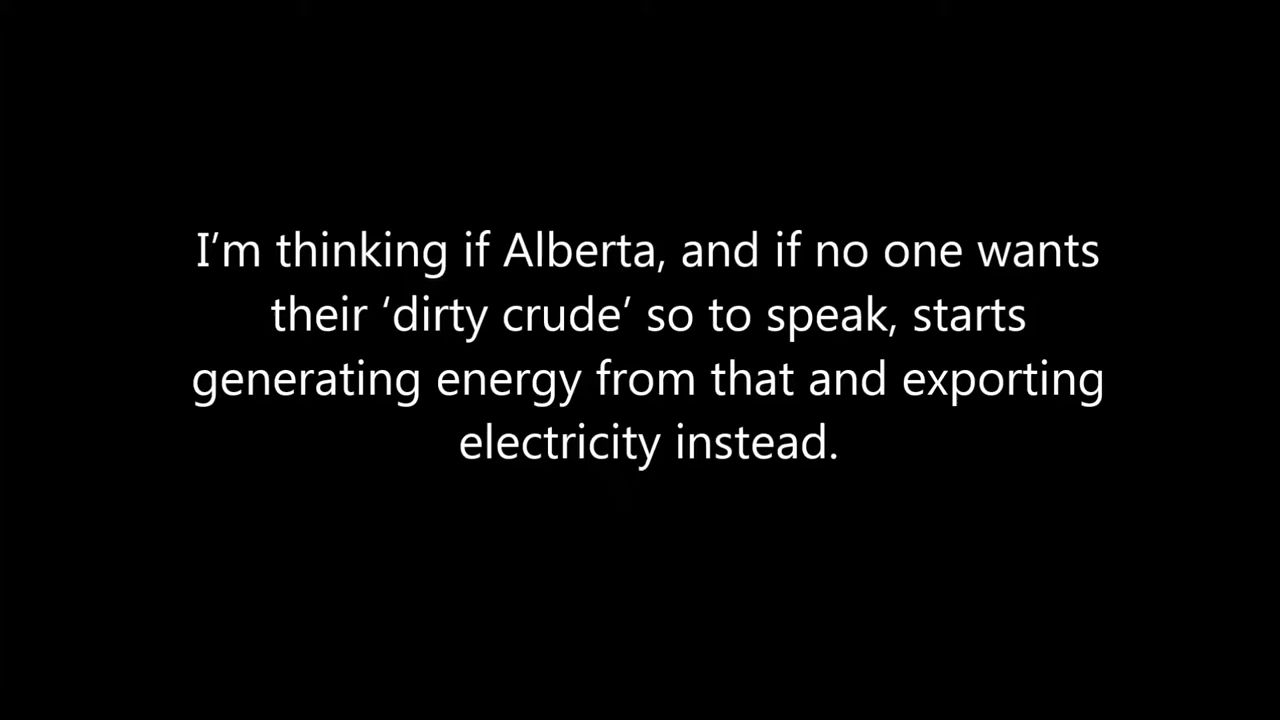 I’m thinking if Alberta, and if no one wants
their ‘dirty crude’ so to speak, starts
generating energy from that and exporting
electricity instead.